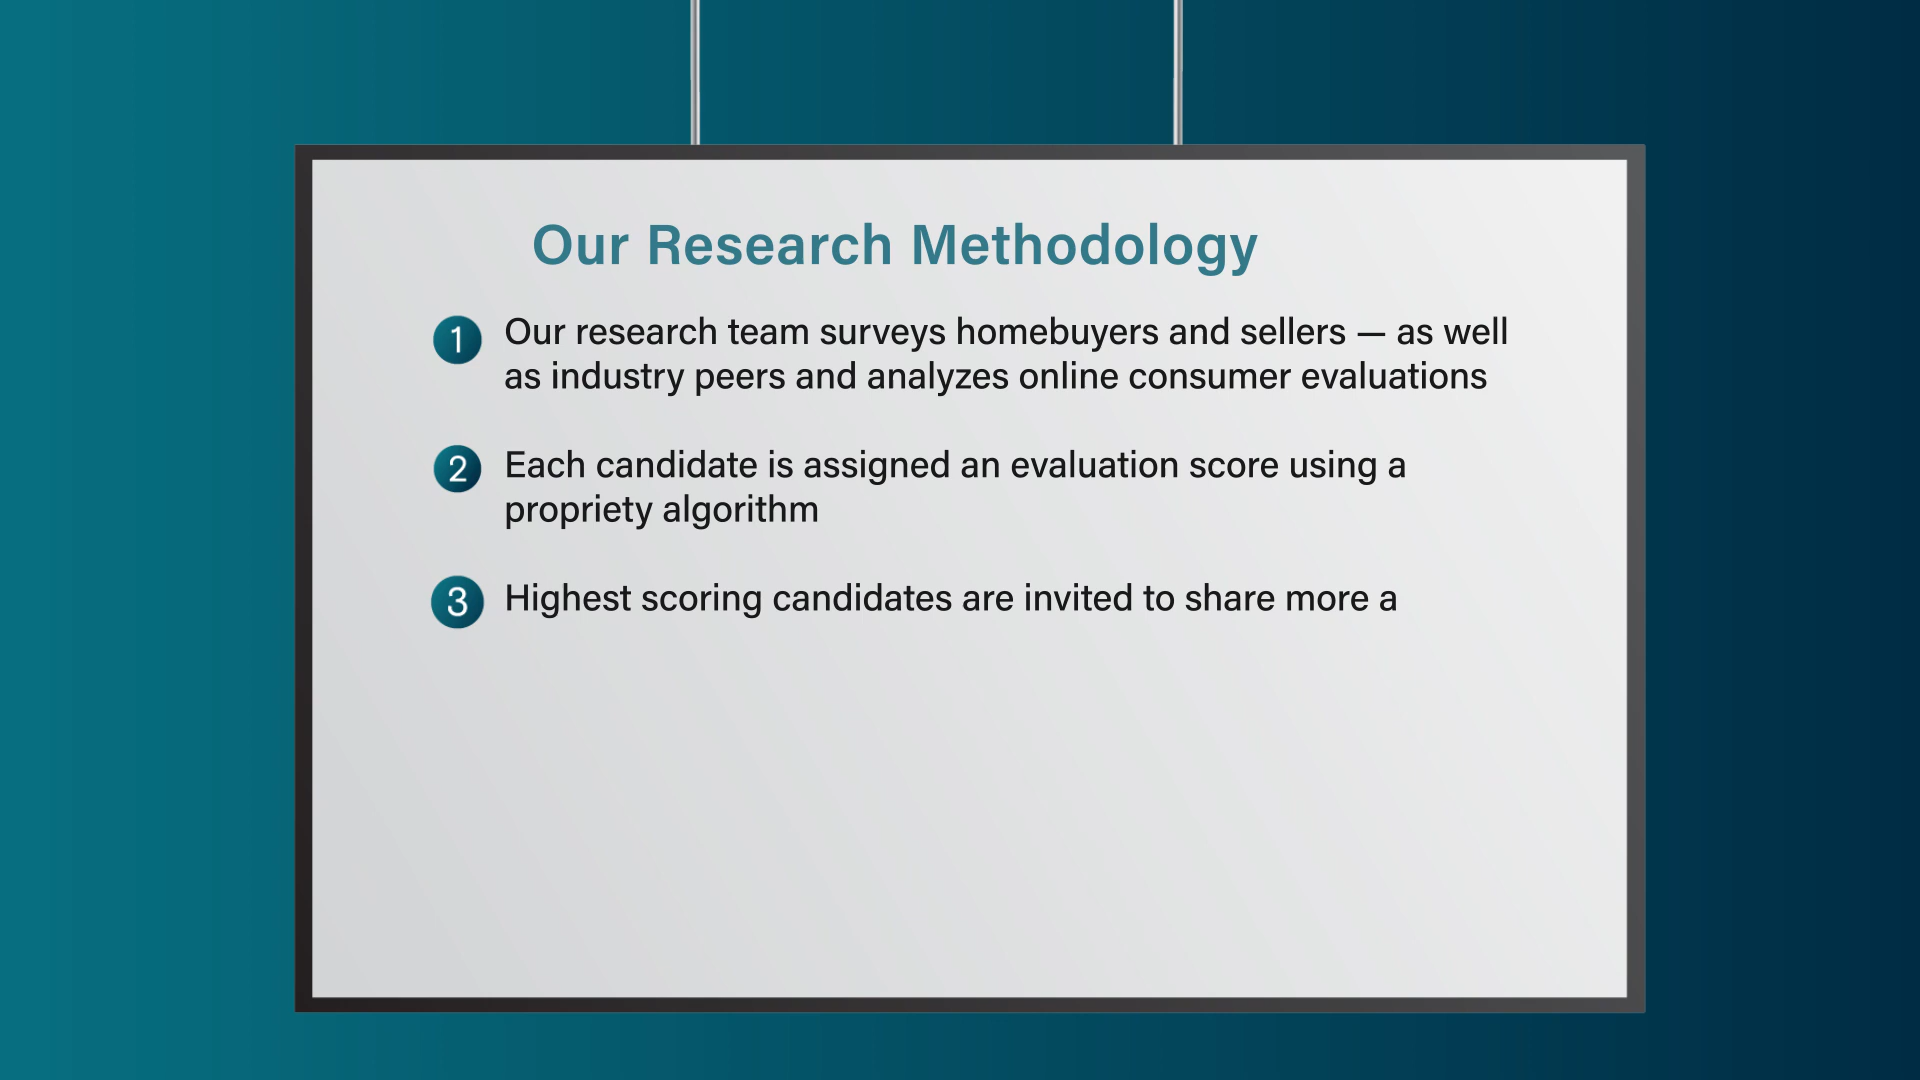 Our Research Methodology
1 Our research team surveys homebuyers and sellers — as well
as industry peers and analyzes online consumer evaluations
2 Each candidate is assigned an evaluation score using a
propriety algorithm
3 Highest scoring candidates are invited to share more a